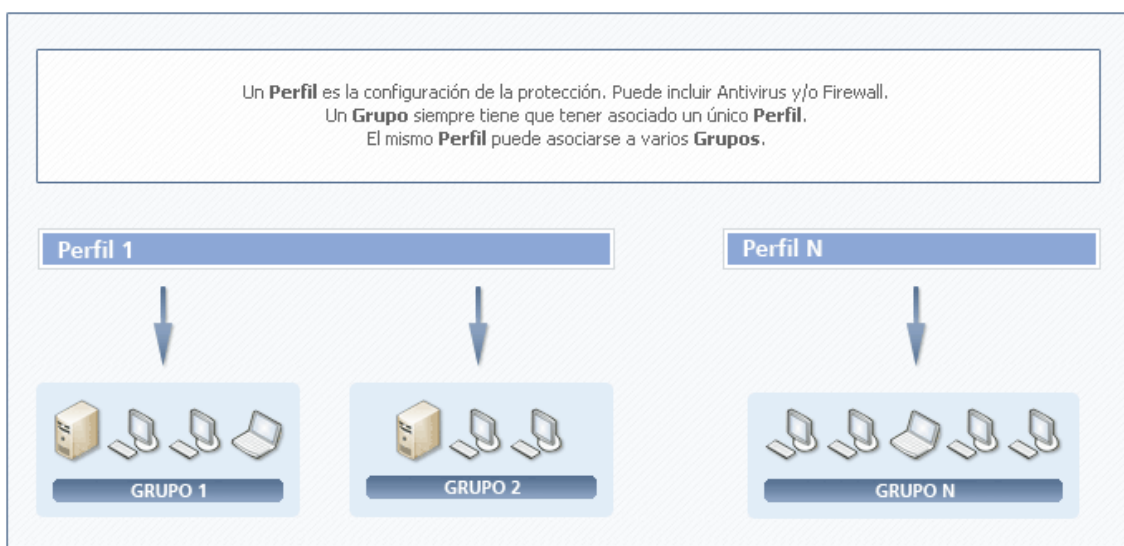 Un Perfil es la configuración de la protección. Puede incluir Antivirus y/o Firewall.
Un Grupo siempre tiene que tener asociado un único Perfil.
El mismo Perfil puede asociarse a varios Grupos.
Perfil 1
Perfil N
GRUPO 1
GRUPO 2
GRUPO N